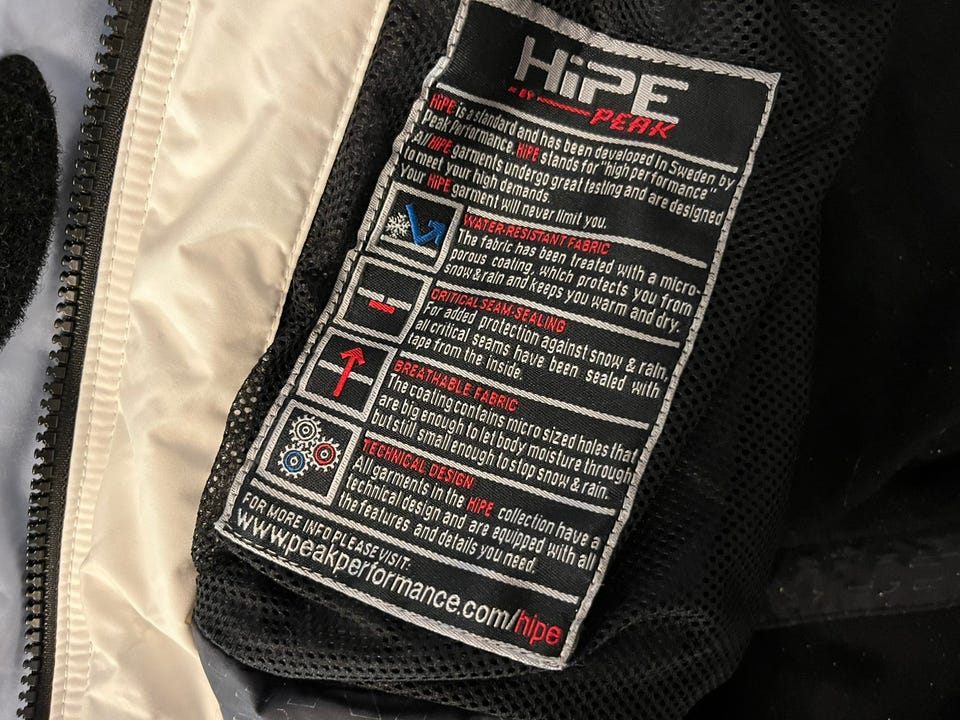 HiPE
BY PEAK
HiPE is a standard and has been developed in Sweden, by
Peak Performance. HiPE stands for "high performance".
All HiPE garments undergo great testing and are designed
to meet your high demands.
Your HiPE garment will never limit you.
WATER-RESISTANT FABRIC
The fabric has been treated with a micro-
porous coating, which protects you from
snow & rain and keeps you warm and dry.
CRITICAL SEAM-SEALING
For added protection against snow & rain,
all critical seams have been sealed with
tape from the inside.
BREATHABLE FABRIC
The coating contains micro sized holes that
are big enough to let body moisture through
but still small enough to stop snow & rain.
TECHNICAL DESIGN
All garments in the HiPE collection have a
technical design and are equipped with all
the features and details you need.
FOR MORE INFO PLEASE VISIT:
www.peakperformance.com/hipe